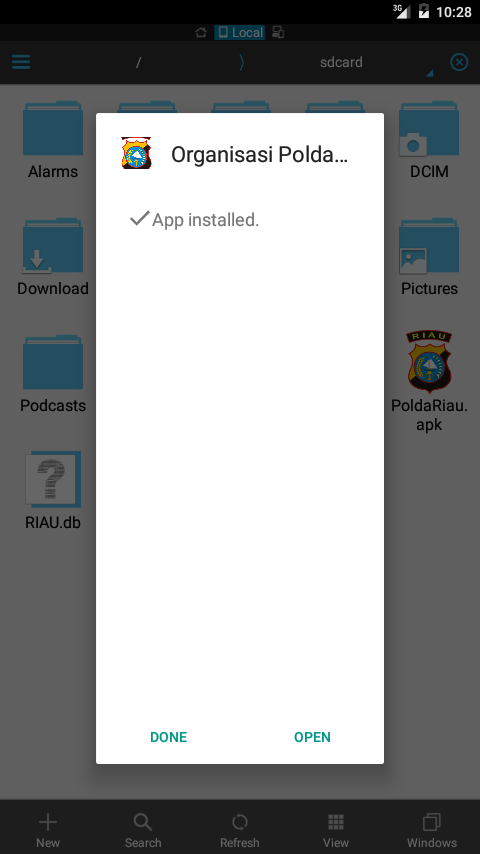 3G 10:28
Local
/ sdcard
Organisasi Polda...
App installed.
Alarms
DCIM
Download
Pictures
Podcasts
RIAU
PoldaRiau.
apk
RIAU.db
DONE OPEN
New Search Refresh View Windows